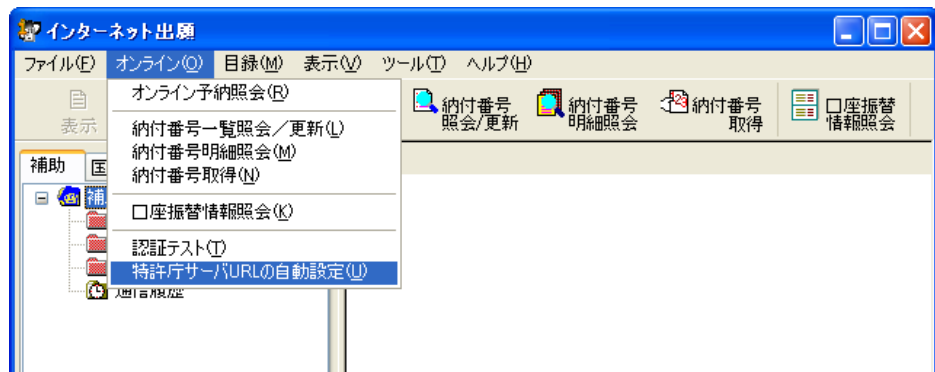 インターネット出願
ファイル(F) オンライン(O) 目録(M) 表示(V) ツール(T) ヘルプ(H)
表示
納付番号
照会/更新
納付番号
明細照会
納付番号
取得
口座振替
情報照会
オンライン予納照会(R)
納付番号一覧照会／更新(L)
納付番号明細照会(M)
納付番号取得(N)
口座振替情報照会(K)
認証テスト(T)
特許庁サーバURLの自動設定(U)
補助
通信履歴